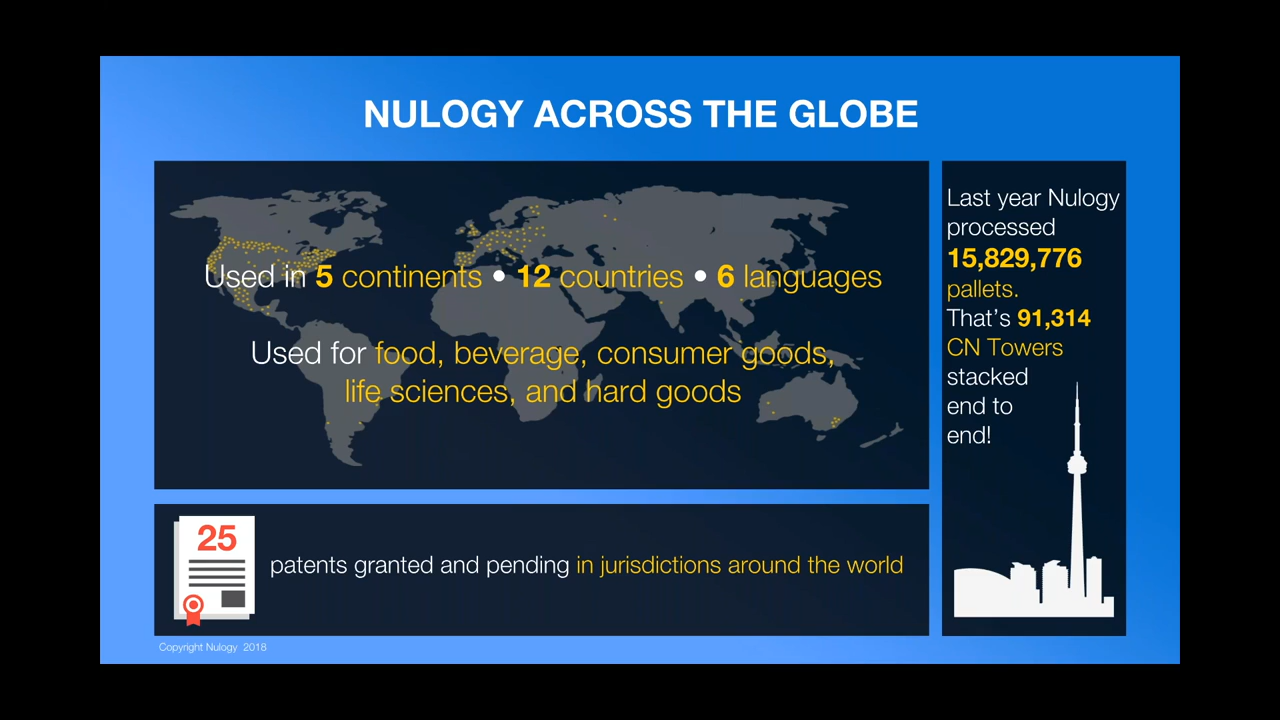 NULOGY ACROSS THE GLOBE
Used in 5 continents • 12 countries • 6 languages
Used for food, beverage, consumer goods,
life sciences, and hard goods
Last year Nulogy
processed
15,829,776
pallets.
That's 91,314
CN Towers
stacked
end to
end!
25
patents granted and pending in jurisdictions around the world
Copyright Nulogy 2018